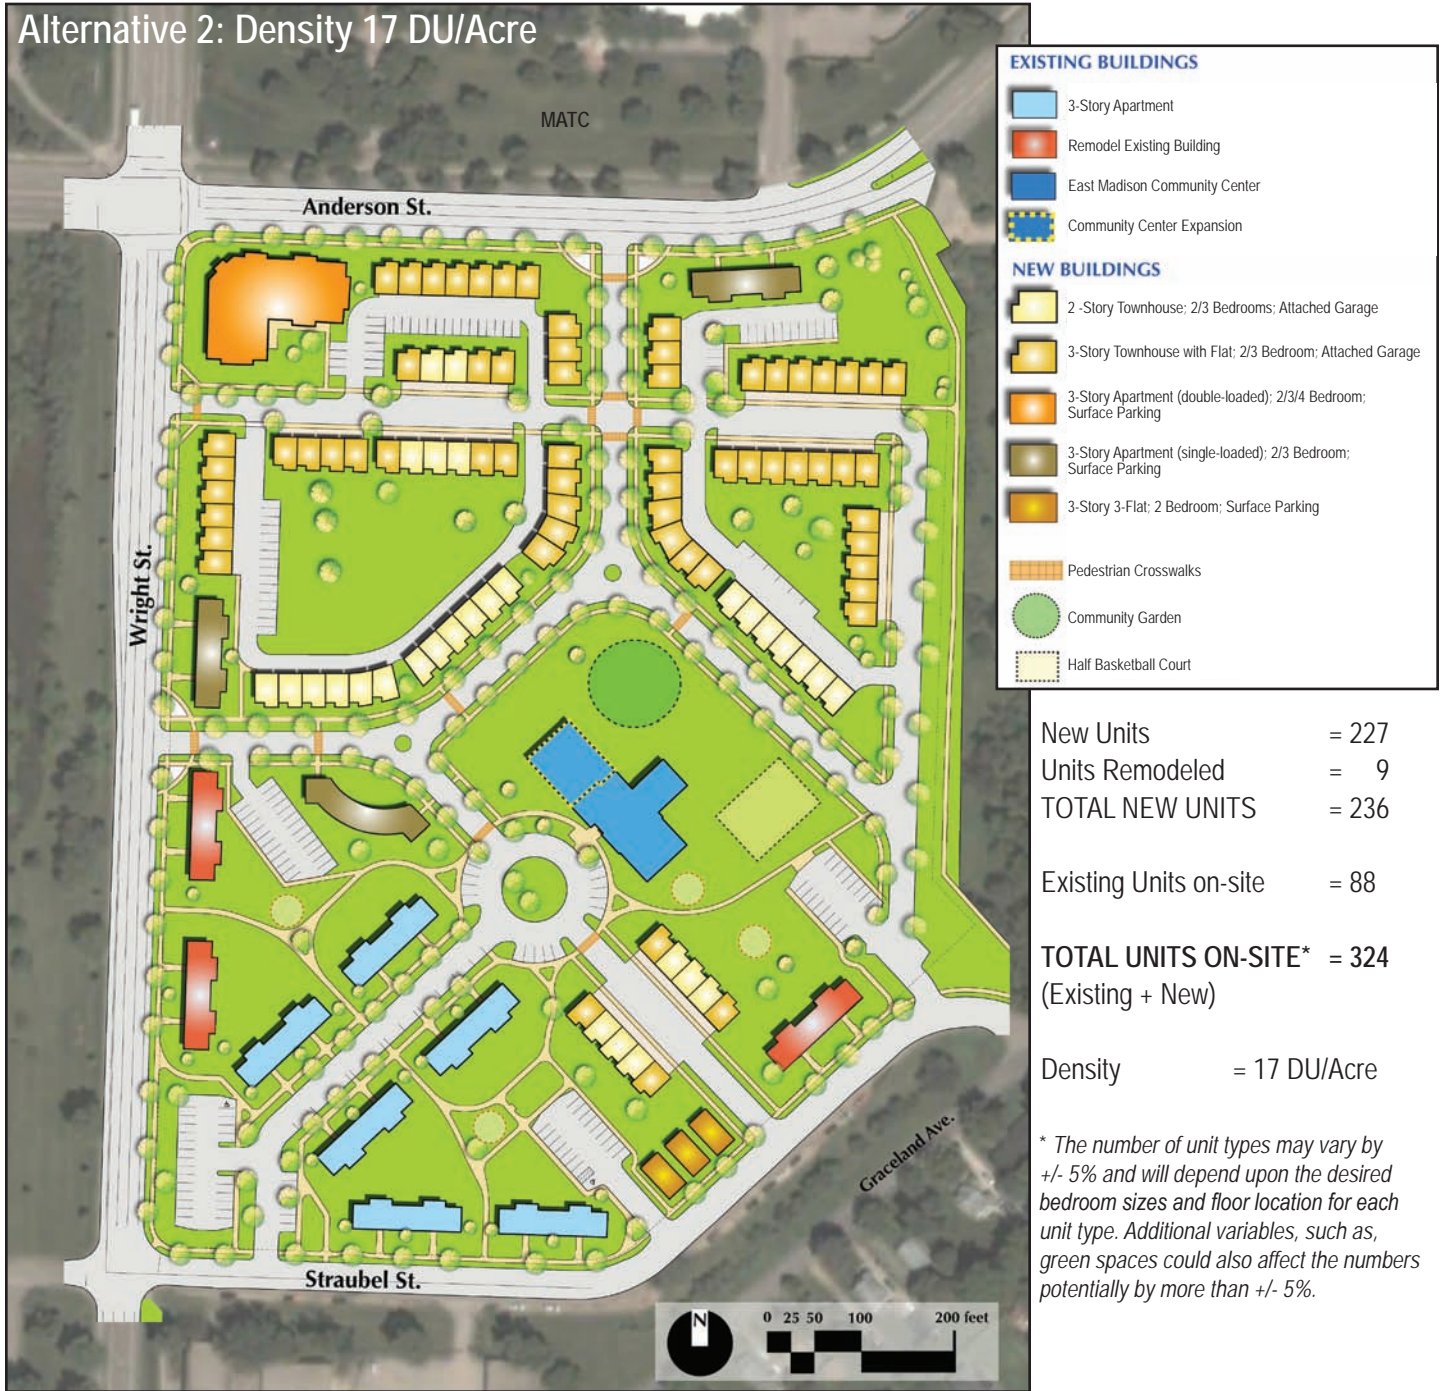 Alternative 2: Density 17 DU/Acre
MATC
Anderson St.
Wright St.
Graceland Ave.
Straubel St.
N
0 25 50 100 200 feet
EXISTING BUILDINGS
3-Story Apartment
Remodel Existing Building
East Madison Community Center
Community Center Expansion
NEW BUILDINGS
2 -Story Townhouse; 2/3 Bedrooms; Attached Garage
3-Story Townhouse with Flat; 2/3 Bedroom; Attached Garage
3-Story Apartment (double-loaded); 2/3/4 Bedroom;
Surface Parking
3-Story Apartment (single-loaded); 2/3 Bedroom;
Surface Parking
3-Story 3-Flat; 2 Bedroom; Surface Parking
Pedestrian Crosswalks
Community Garden
Half Basketball Court
New Units = 227
Units Remodeled = 9
TOTAL NEW UNITS = 236
Existing Units on-site = 88
TOTAL UNITS ON-SITE* = 324
(Existing + New)
Density = 17 DU/Acre
* The number of unit types may vary by
+/- 5% and will depend upon the desired
bedroom sizes and floor location for each
unit type. Additional variables, such as,
green spaces could also affect the numbers
potentially by more than +/- 5%.